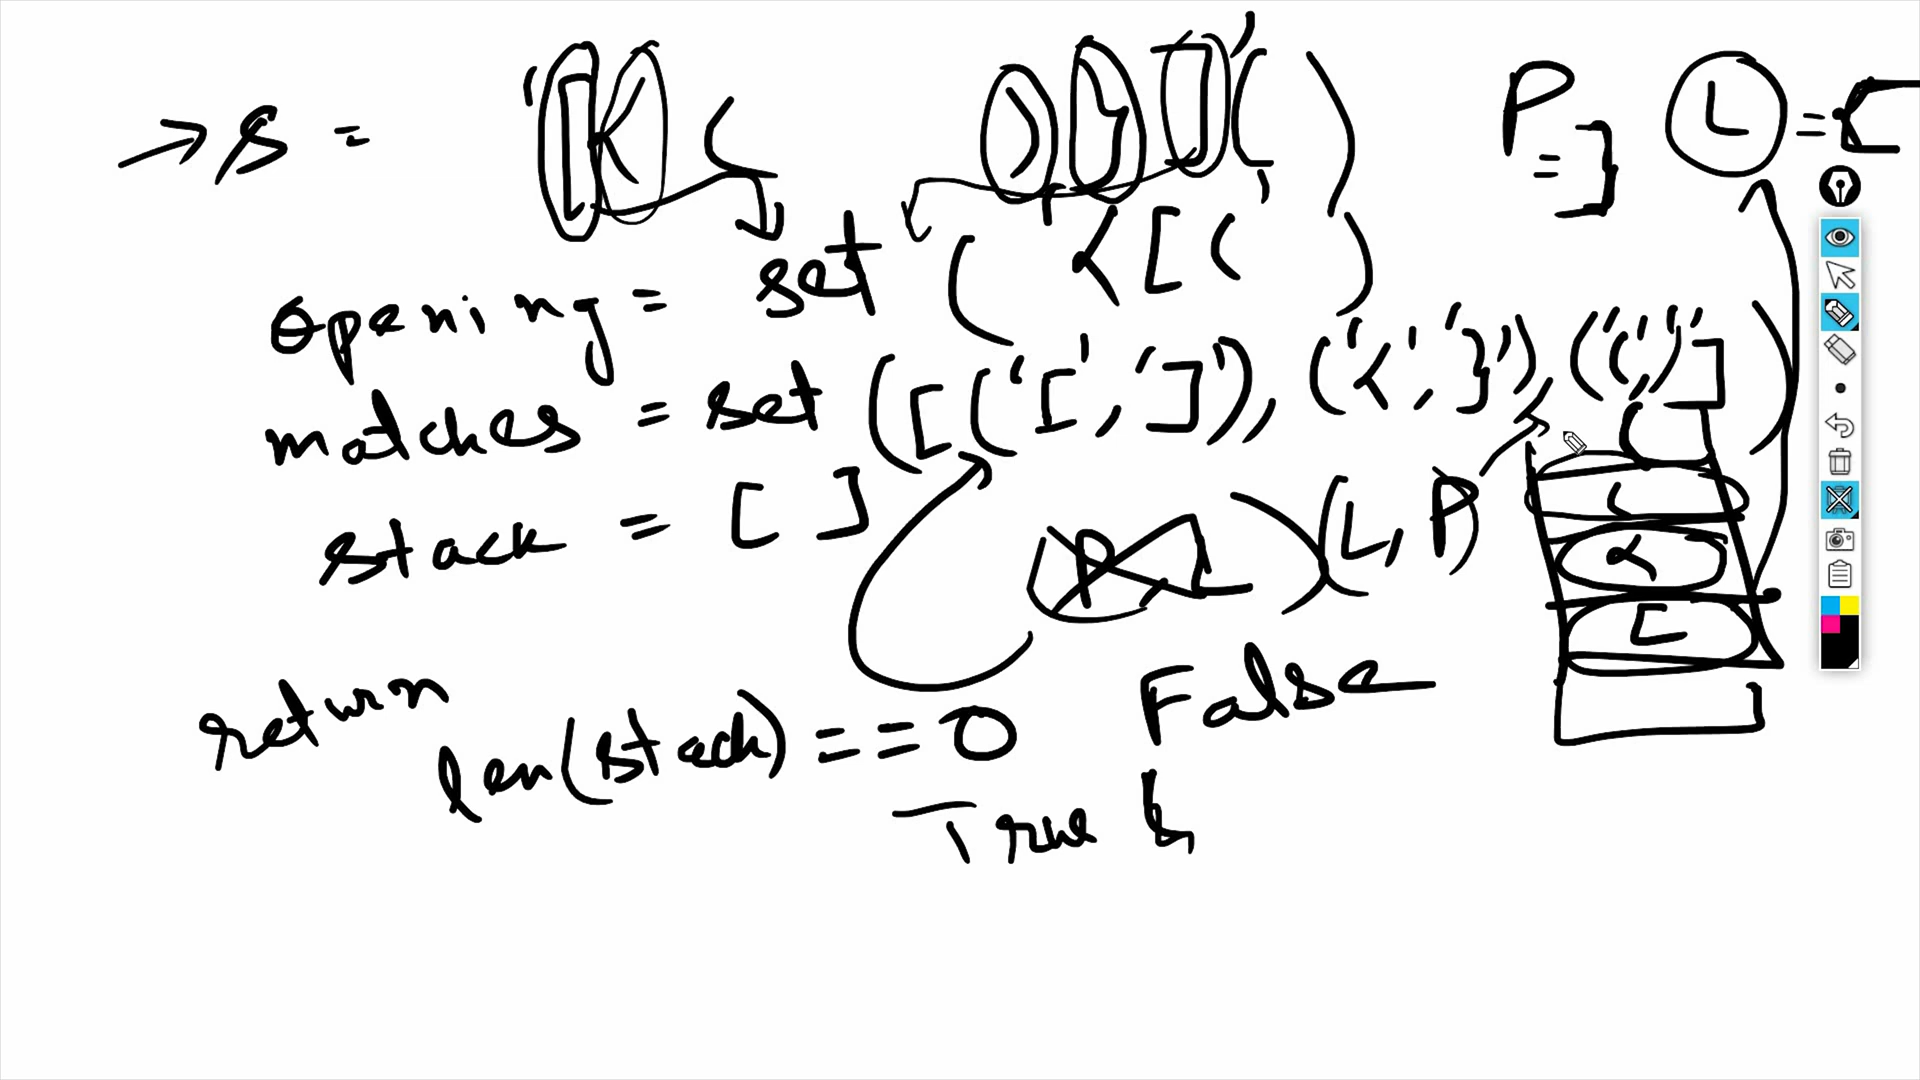 → s = '[{( )}]'( )
P = ] L = [
opening = set ( '{[(' )
matches = set ([('[',']'),('{','}'),('(',')')])
stack = [ ]
(L, P)
(
(
{
[
P, L
return len(stack) == 0 False
True